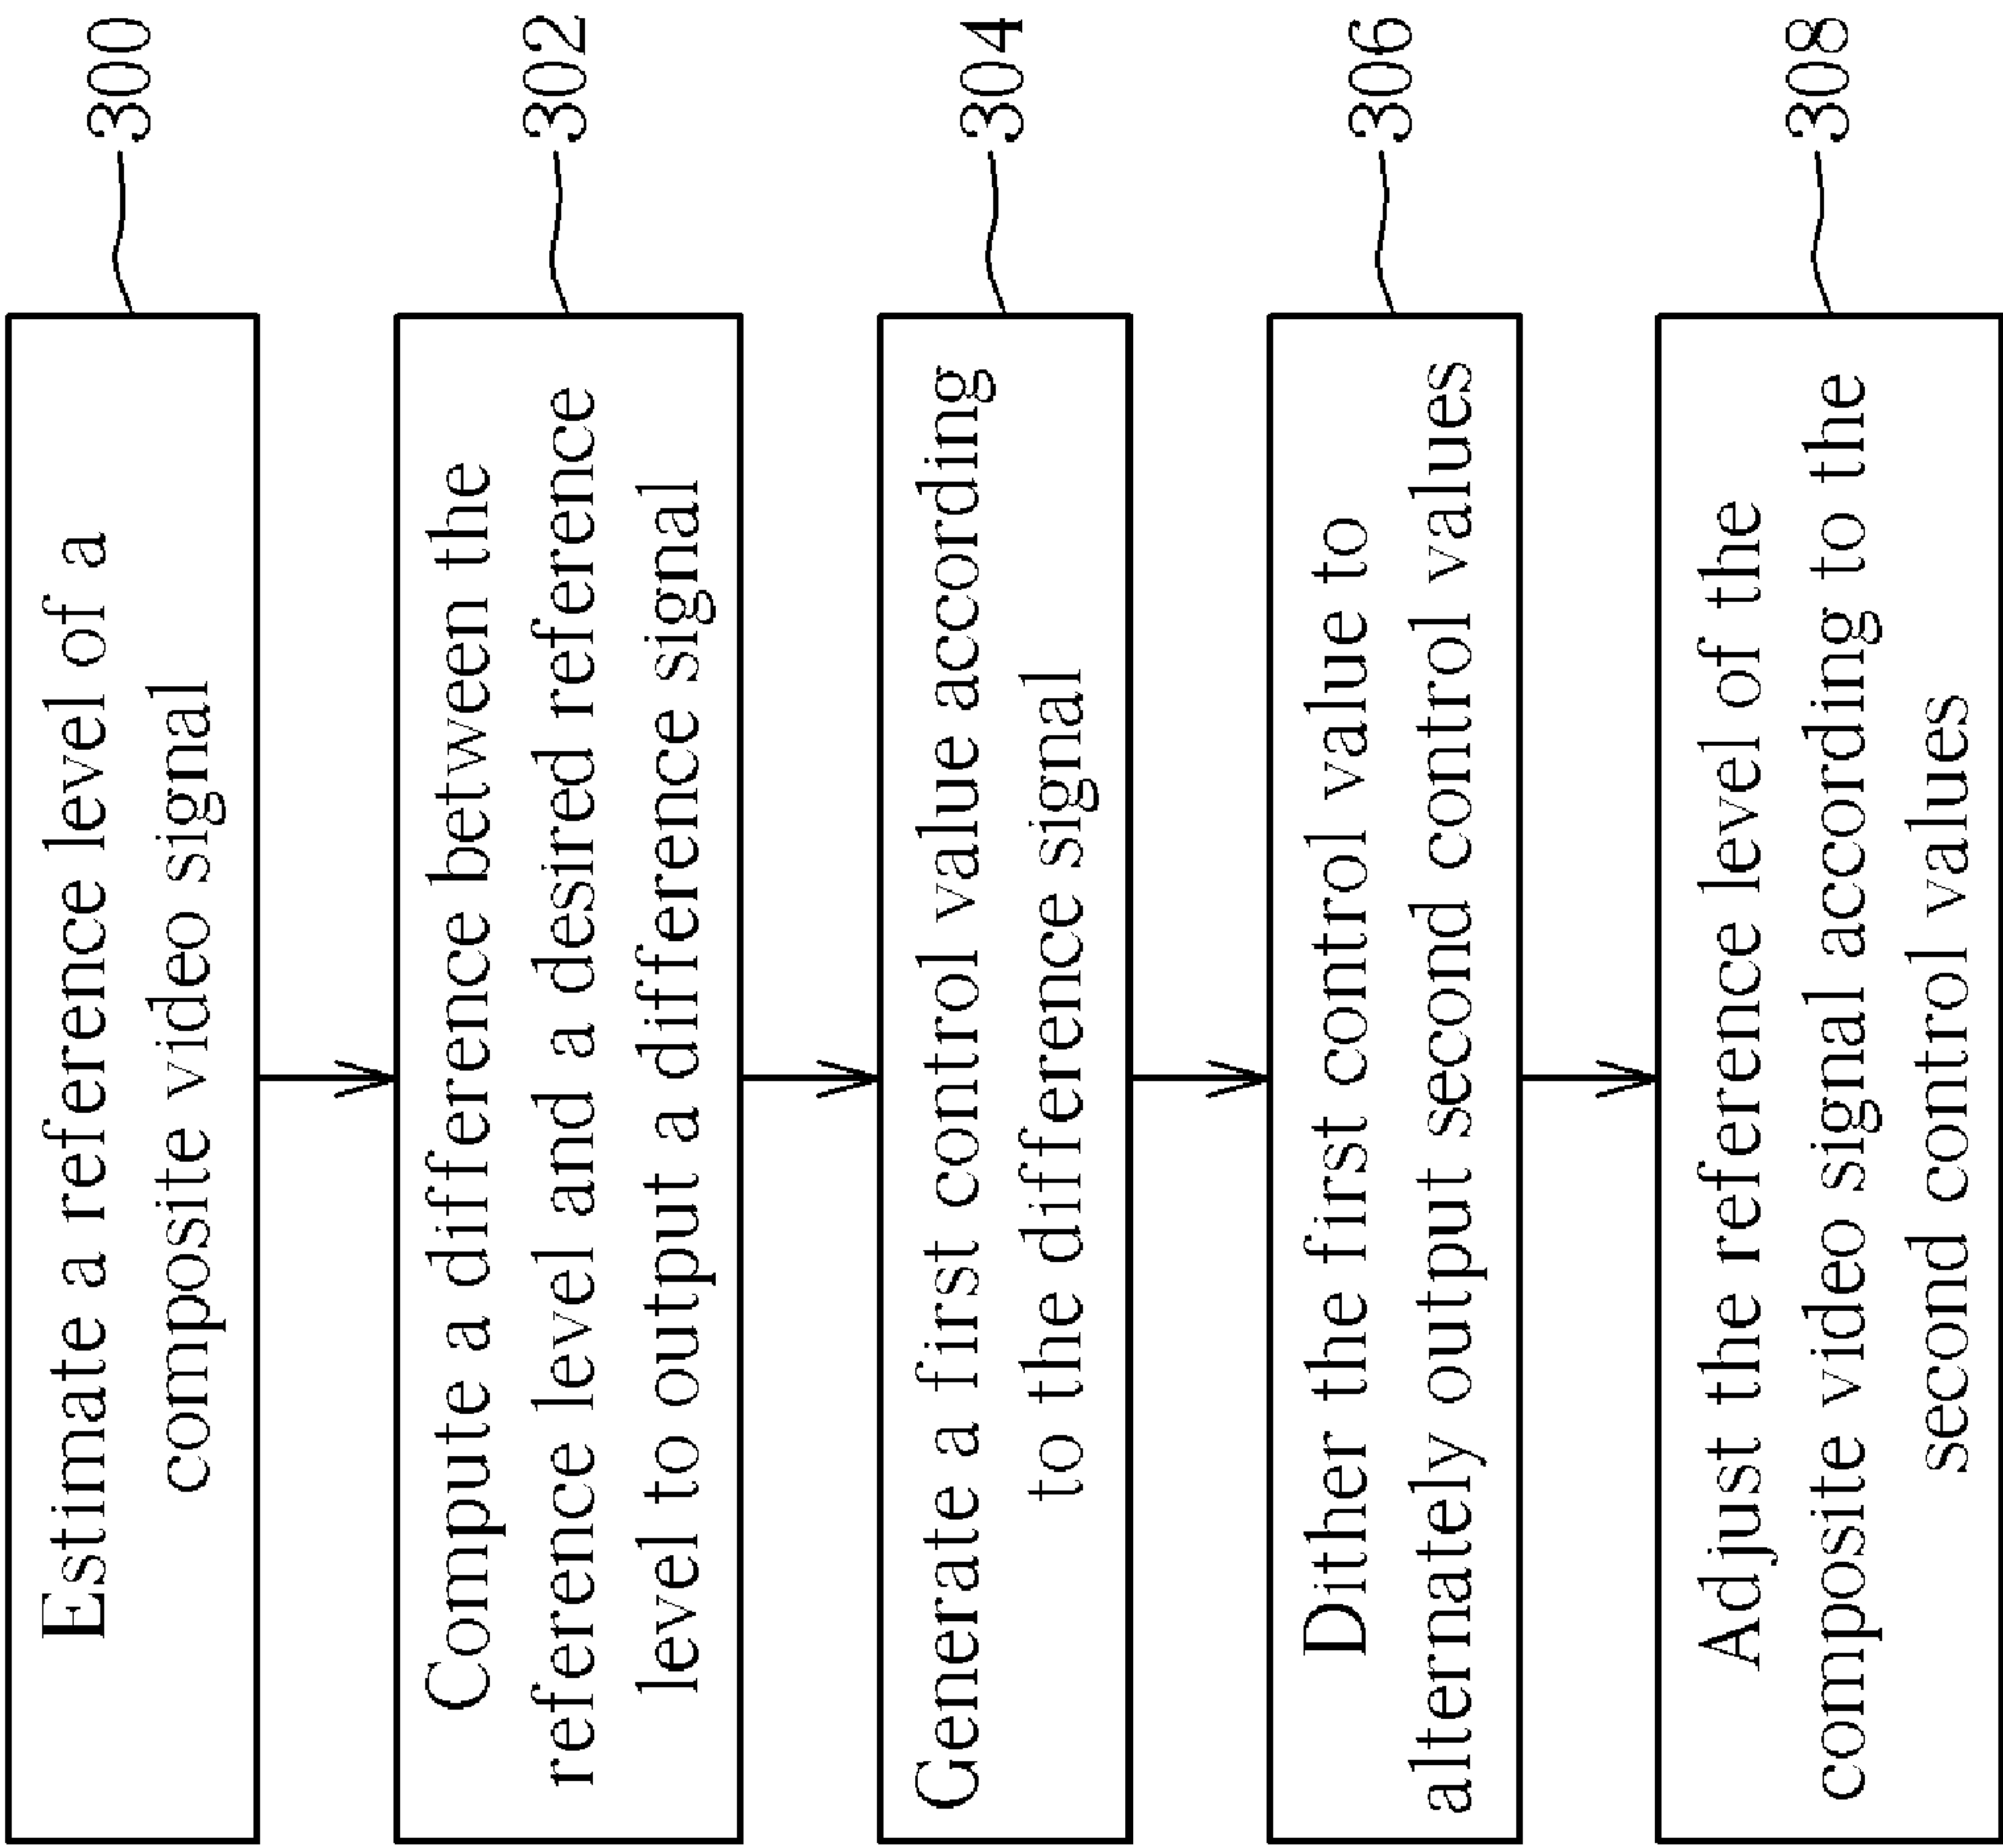 Estimate a reference level of a
composite video signal
300
Compute a difference between the
reference level and a desired reference
level to output a difference signal
302
Generate a first control value according
to the difference signal
304
Dither the first control value to
alternately output second control values
306
Adjust the reference level of the
composite video signal according to the
second control values
308